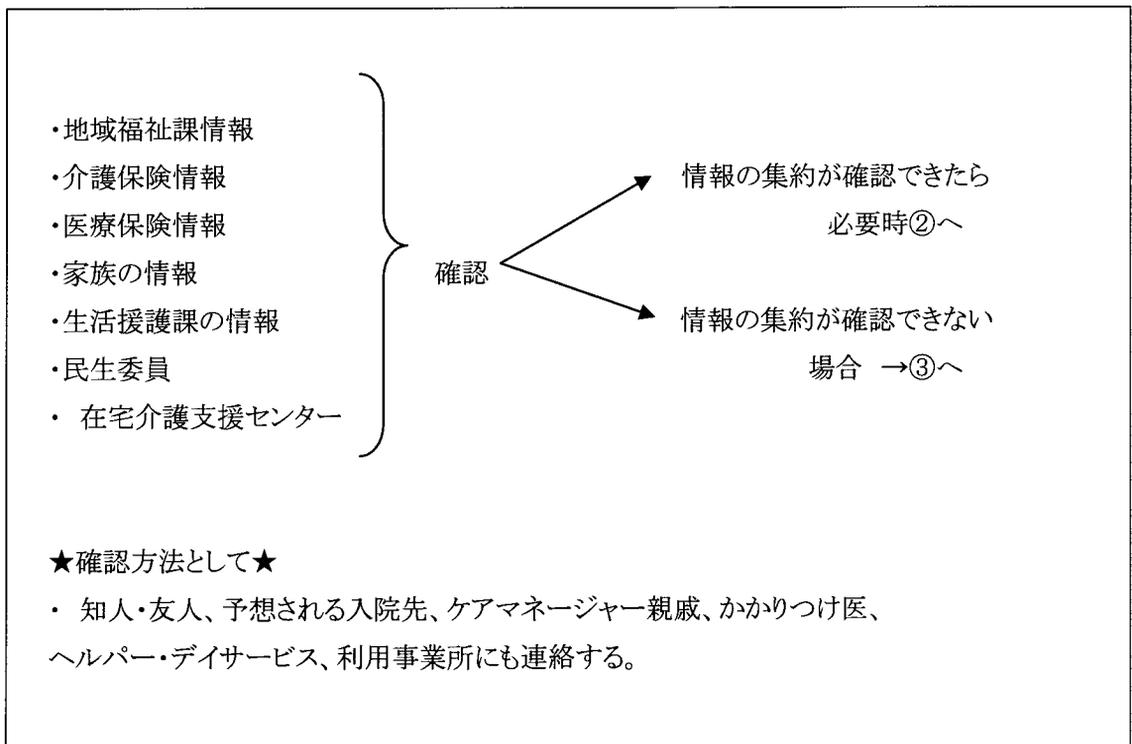 ・地域福祉課情報
・介護保険情報
・医療保険情報
・家族の情報
・生活援護課の情報
・民生委員
・ 在宅介護支援センター
確認
情報の集約が確認できたら
必要時②へ
情報の集約が確認できない
場合 →③へ
★確認方法として★
・ 知人・友人、予想される入院先、ケアマネージャー親戚、かかりつけ医、
ヘルパー・デイサービス、利用事業所にも連絡する。